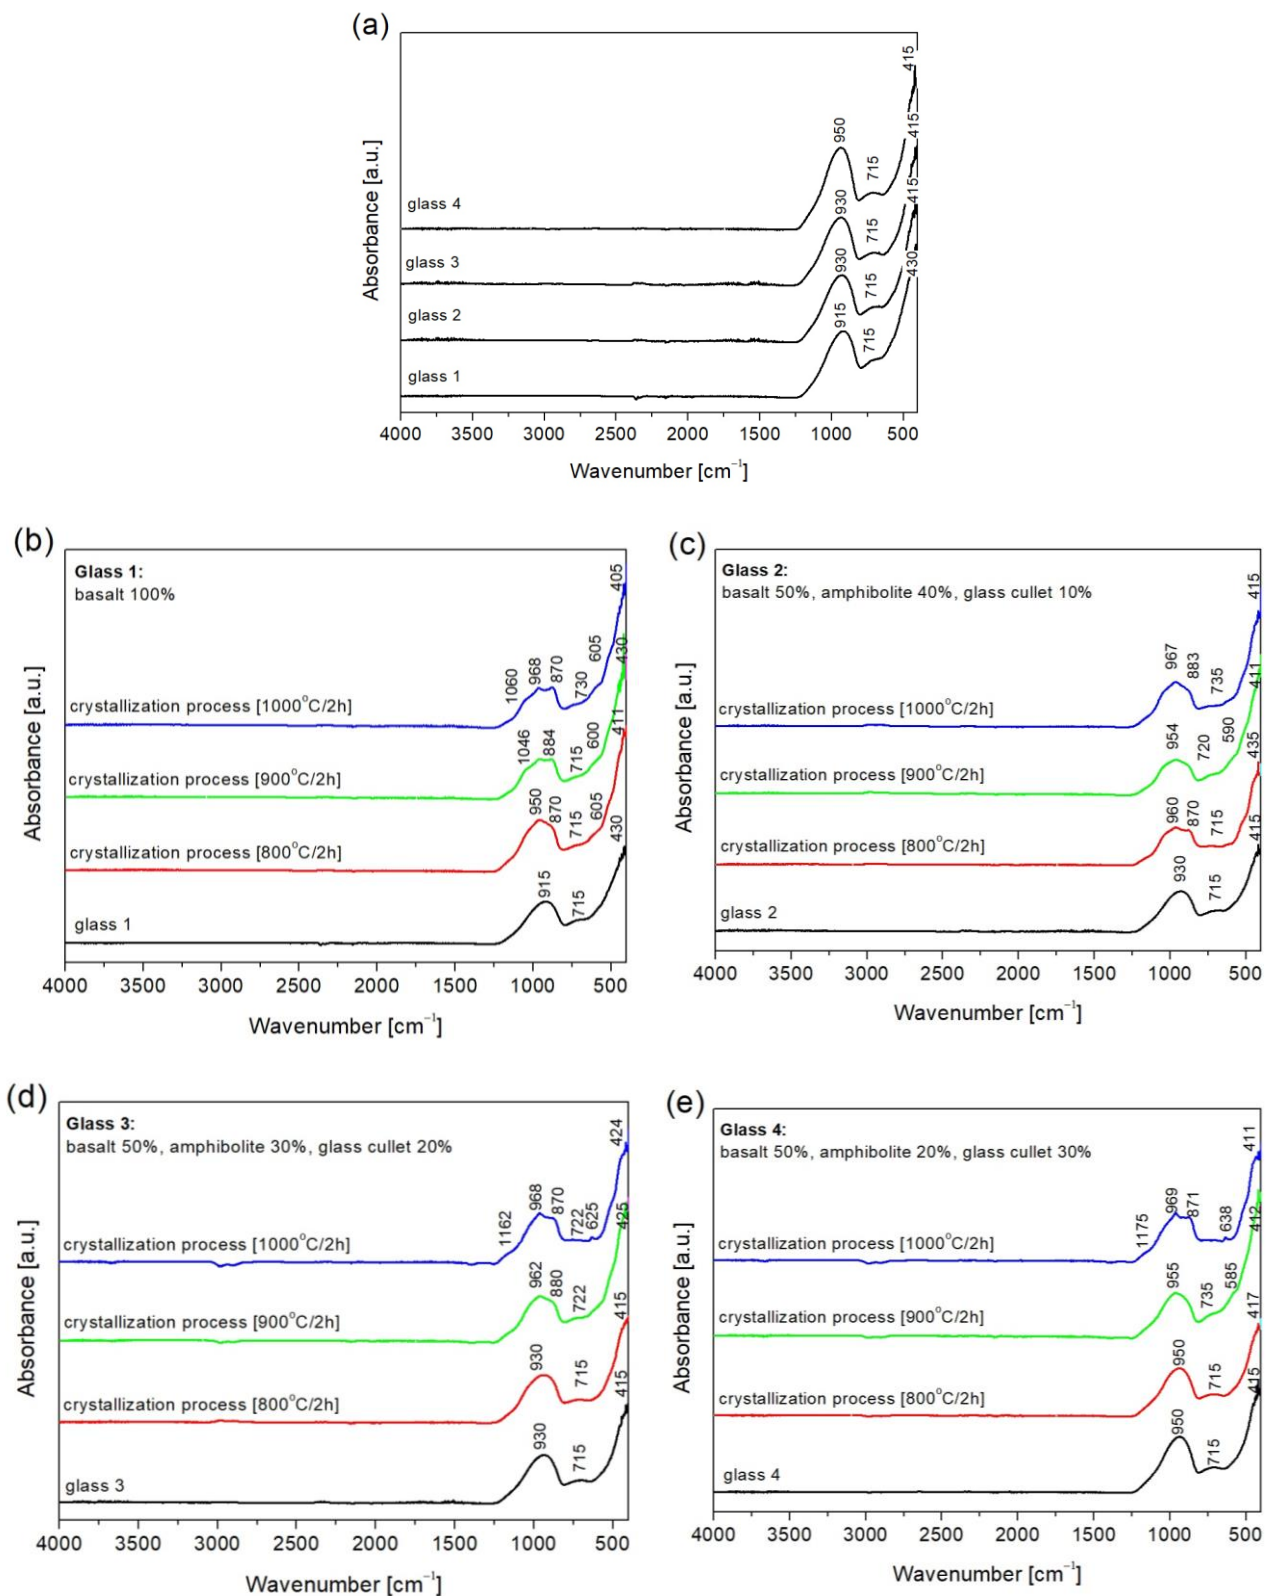 (a)
415
950
715
415
glass 4
930
715
415
glass 3
930
715
430
glass 2
915
715
glass 1
Absorbance [a.u.]
4000 3500 3000 2500 2000 1500 1000 500
Wavenumber [cm⁻¹]
(b)
Glass 1:
basalt 100%
405
1060 968 870 730 605
430
crystallization process [1000°C/2h]
1046 884 715 600
411
crystallization process [900°C/2h]
950 870 715 605
430
crystallization process [800°C/2h]
915 715
glass 1
Absorbance [a.u.]
4000 3500 3000 2500 2000 1500 1000 500
Wavenumber [cm⁻¹]
(c)
Glass 2:
basalt 50%, amphibolite 40%, glass cullet 10%
415
967 883 735
411
crystallization process [1000°C/2h]
954 720 590
435
crystallization process [900°C/2h]
960 870 715
415
crystallization process [800°C/2h]
930 715
glass 2
Absorbance [a.u.]
4000 3500 3000 2500 2000 1500 1000 500
Wavenumber [cm⁻¹]
(d)
Glass 3:
basalt 50%, amphibolite 30%, glass cullet 20%
424
1162 968 870 722 625
425
crystallization process [1000°C/2h]
962 880 722
415
crystallization process [900°C/2h]
930 715
415
crystallization process [800°C/2h]
930 715
glass 3
Absorbance [a.u.]
4000 3500 3000 2500 2000 1500 1000 500
Wavenumber [cm⁻¹]
(e)
Glass 4:
basalt 50%, amphibolite 20%, glass cullet 30%
411
1175 969 871 638
412
crystallization process [1000°C/2h]
955 735 585
417
crystallization process [900°C/2h]
950 715
415
crystallization process [800°C/2h]
950 715
glass 4
Absorbance [a.u.]
4000 3500 3000 2500 2000 1500 1000 500
Wavenumber [cm⁻¹]